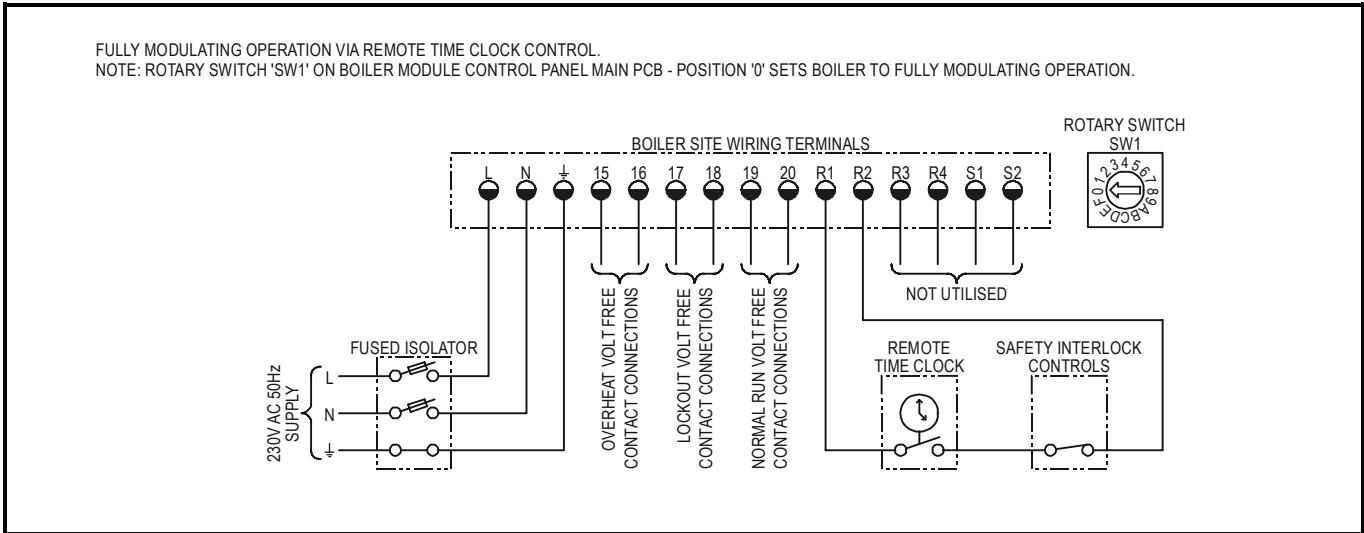 FULLY MODULATING OPERATION VIA REMOTE TIME CLOCK CONTROL.
NOTE: ROTARY SWITCH 'SW1' ON BOILER MODULE CONTROL PANEL MAIN PCB - POSITION '0' SETS BOILER TO FULLY MODULATING OPERATION.
ROTARY SWITCH
SW1
0123456789ABCDEF
BOILER SITE WIRING TERMINALS
L N 15 16 17 18 19 20 R1 R2 R3 R4 S1 S2
OVERHEAT VOLT FREE
CONTACT CONNECTIONS
LOCKOUT VOLT FREE
CONTACT CONNECTIONS
NORMAL RUN VOLT FREE
CONTACT CONNECTIONS
NOT UTILISED
FUSED ISOLATOR
230V AC 50Hz
SUPPLY
L
N
REMOTE
TIME CLOCK
SAFETY INTERLOCK
CONTROLS